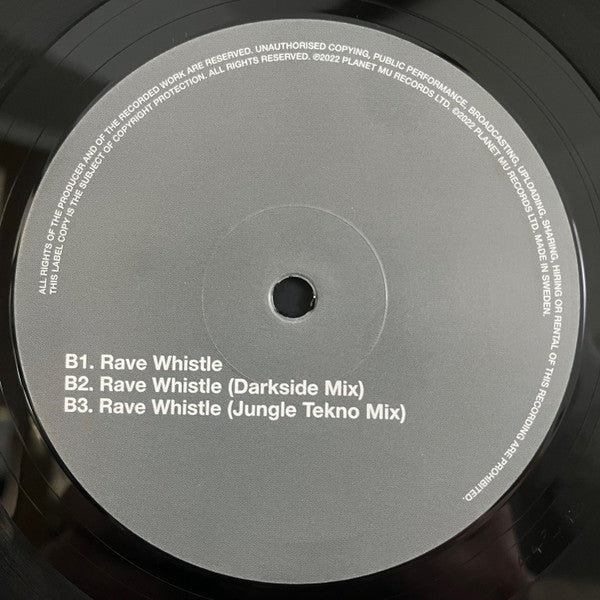 ALL RIGHTS OF THE PRODUCER AND OF THE RECORDED WORK ARE RESERVED. UNAUTHORISED COPYING, PUBLIC PERFORMANCE, BROADCASTING, UPLOADING, SHARING, HIRING OR RENTAL OF THIS RECORDING ARE PROHIBITED.
THIS LABEL COPY IS THE SUBJECT OF COPYRIGHT PROTECTION. ALL RIGHTS RESERVED. ℗2022 PLANET MU RECORDS LTD. ©2022 PLANET MU RECORDS LTD. MADE IN SWEDEN.
B1. Rave Whistle
B2. Rave Whistle (Darkside Mix)
B3. Rave Whistle (Jungle Tekno Mix)